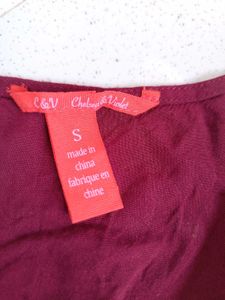 C&V Chelsea & Violet
S
made in
china
fabriqué en
chine